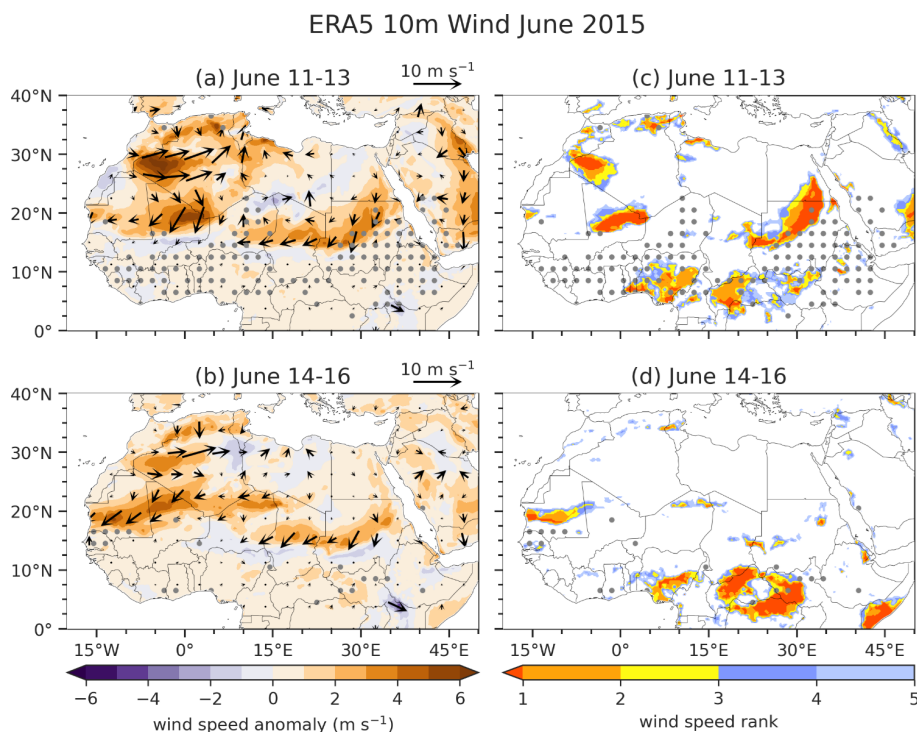 ERA5 10m Wind June 2015
(a) June 11-13
10 m s⁻¹
(c) June 11-13
40°N
30°N
20°N
10°N
0°
(b) June 14-16
10 m s⁻¹
(d) June 14-16
40°N
30°N
20°N
10°N
0°
15°W 0° 15°E 30°E 45°E
15°W 0° 15°E 30°E 45°E
−6 −4 −2 0 2 4 6
wind speed anomaly (m s⁻¹)
1 2 3 4 5
wind speed rank